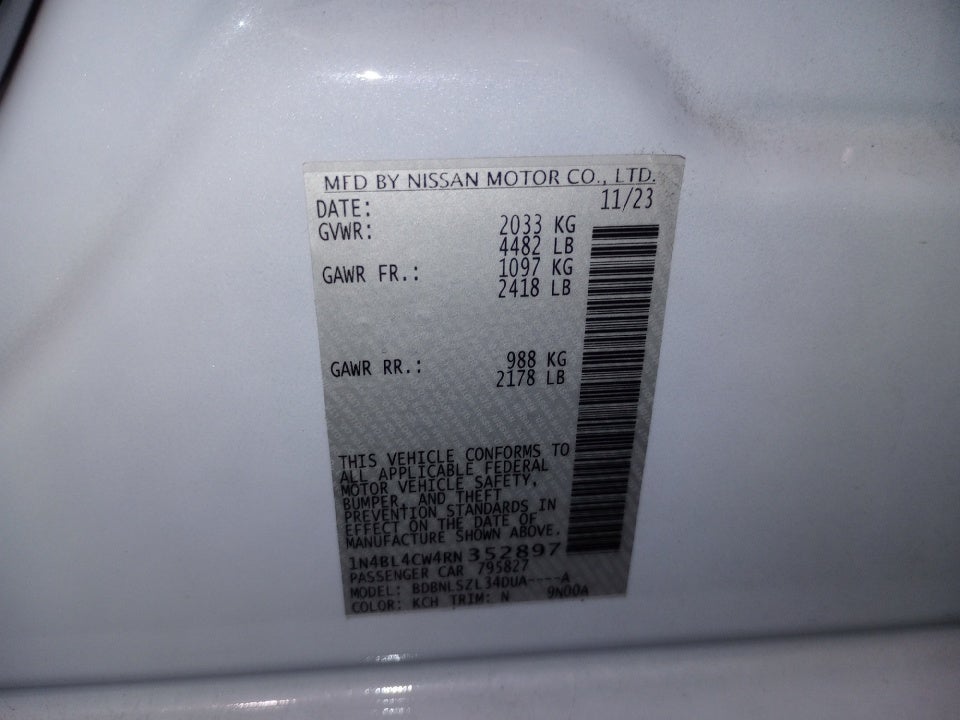 MFD BY NISSAN MOTOR CO., LTD.
DATE: 11/23
GVWR: 2033 KG
4482 LB
GAWR FR.: 1097 KG
2418 LB
GAWR RR.: 988 KG
2178 LB
THIS VEHICLE CONFORMS TO
ALL APPLICABLE FEDERAL
MOTOR VEHICLE SAFETY,
BUMPER, AND THEFT
PREVENTION STANDARDS IN
EFFECT ON THE DATE OF
MANUFACTURE SHOWN ABOVE.
1N4BL4CW4RN352897
PASSENGER CAR 795827
MODEL: BDBNLSZL34DUA----A
COLOR: KCH TRIM: N 9N00A